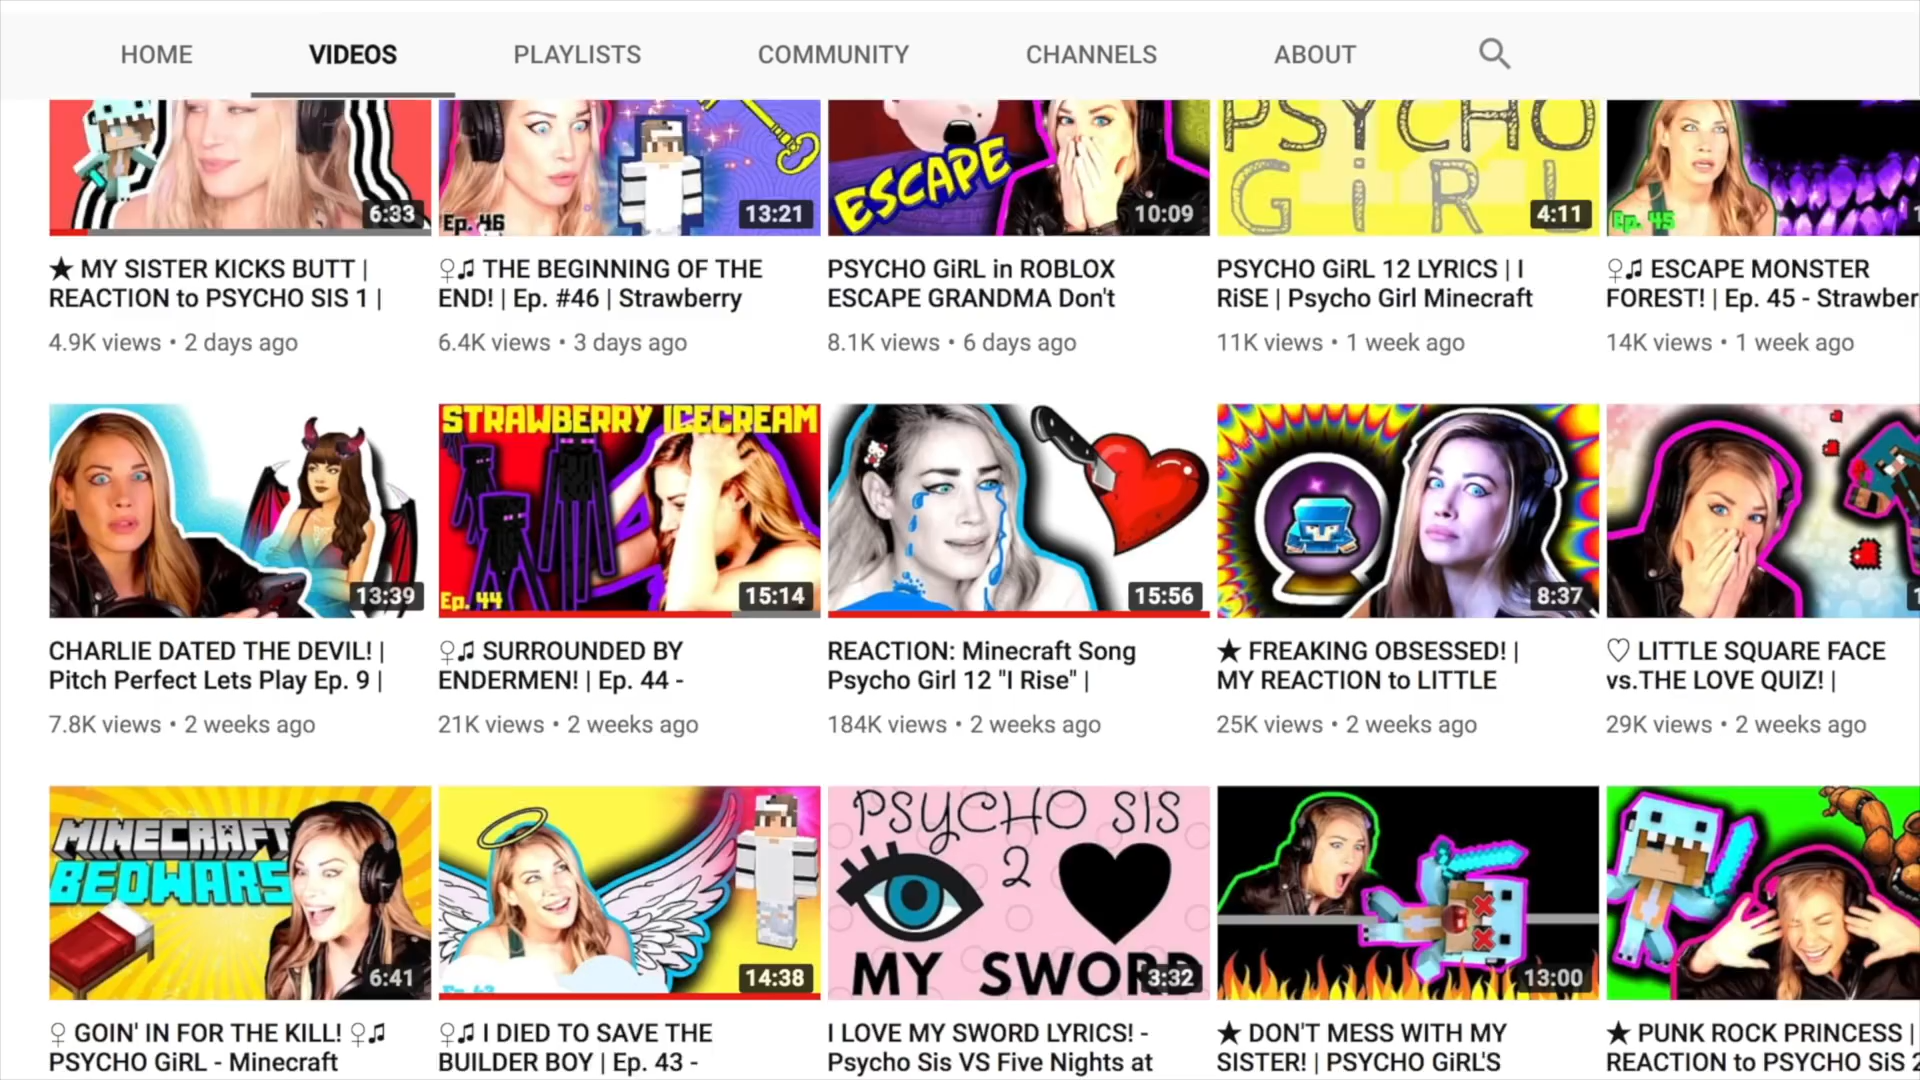 HOME VIDEOS PLAYLISTS COMMUNITY CHANNELS ABOUT
6:33
Ep. 46
13:21
ESCAPE
10:09
PSYCHO
GiRL
4:11
Ep. 45
★ MY SISTER KICKS BUTT |
REACTION to PSYCHO SIS 1 |
4.9K views • 2 days ago
♀♫ THE BEGINNING OF THE
END! | Ep. #46 | Strawberry
6.4K views • 3 days ago
PSYCHO GiRL in ROBLOX
ESCAPE GRANDMA Don't
8.1K views • 6 days ago
PSYCHO GiRL 12 LYRICS | I
RiSE | Psycho Girl Minecraft
11K views • 1 week ago
♀♫ ESCAPE MONSTER
FOREST! | Ep. 45 - Strawber
14K views • 1 week ago
13:39
STRAWBERRY ICECREAM
Ep. 44
15:14
15:56
8:37
CHARLIE DATED THE DEVIL! |
Pitch Perfect Lets Play Ep. 9 |
7.8K views • 2 weeks ago
♀♫ SURROUNDED BY
ENDERMEN! | Ep. 44 -
21K views • 2 weeks ago
REACTION: Minecraft Song
Psycho Girl 12 "I Rise" |
184K views • 2 weeks ago
★ FREAKING OBSESSED! |
MY REACTION to LITTLE
25K views • 2 weeks ago
♡ LITTLE SQUARE FACE
vs.THE LOVE QUIZ! |
29K views • 2 weeks ago
MINECRAFT
BEDWARS
6:41
14:38
PSYCHO SIS
2
MY SWORD
3:32
13:00
♀ GOIN' IN FOR THE KILL! ♀♫
PSYCHO GiRL - Minecraft
♀♫ I DIED TO SAVE THE
BUILDER BOY | Ep. 43 -
I LOVE MY SWORD LYRICS! -
Psycho Sis VS Five Nights at
★ DON'T MESS WITH MY
SISTER! | PSYCHO GiRL'S
★ PUNK ROCK PRINCESS |
REACTION to PSYCHO SiS 2